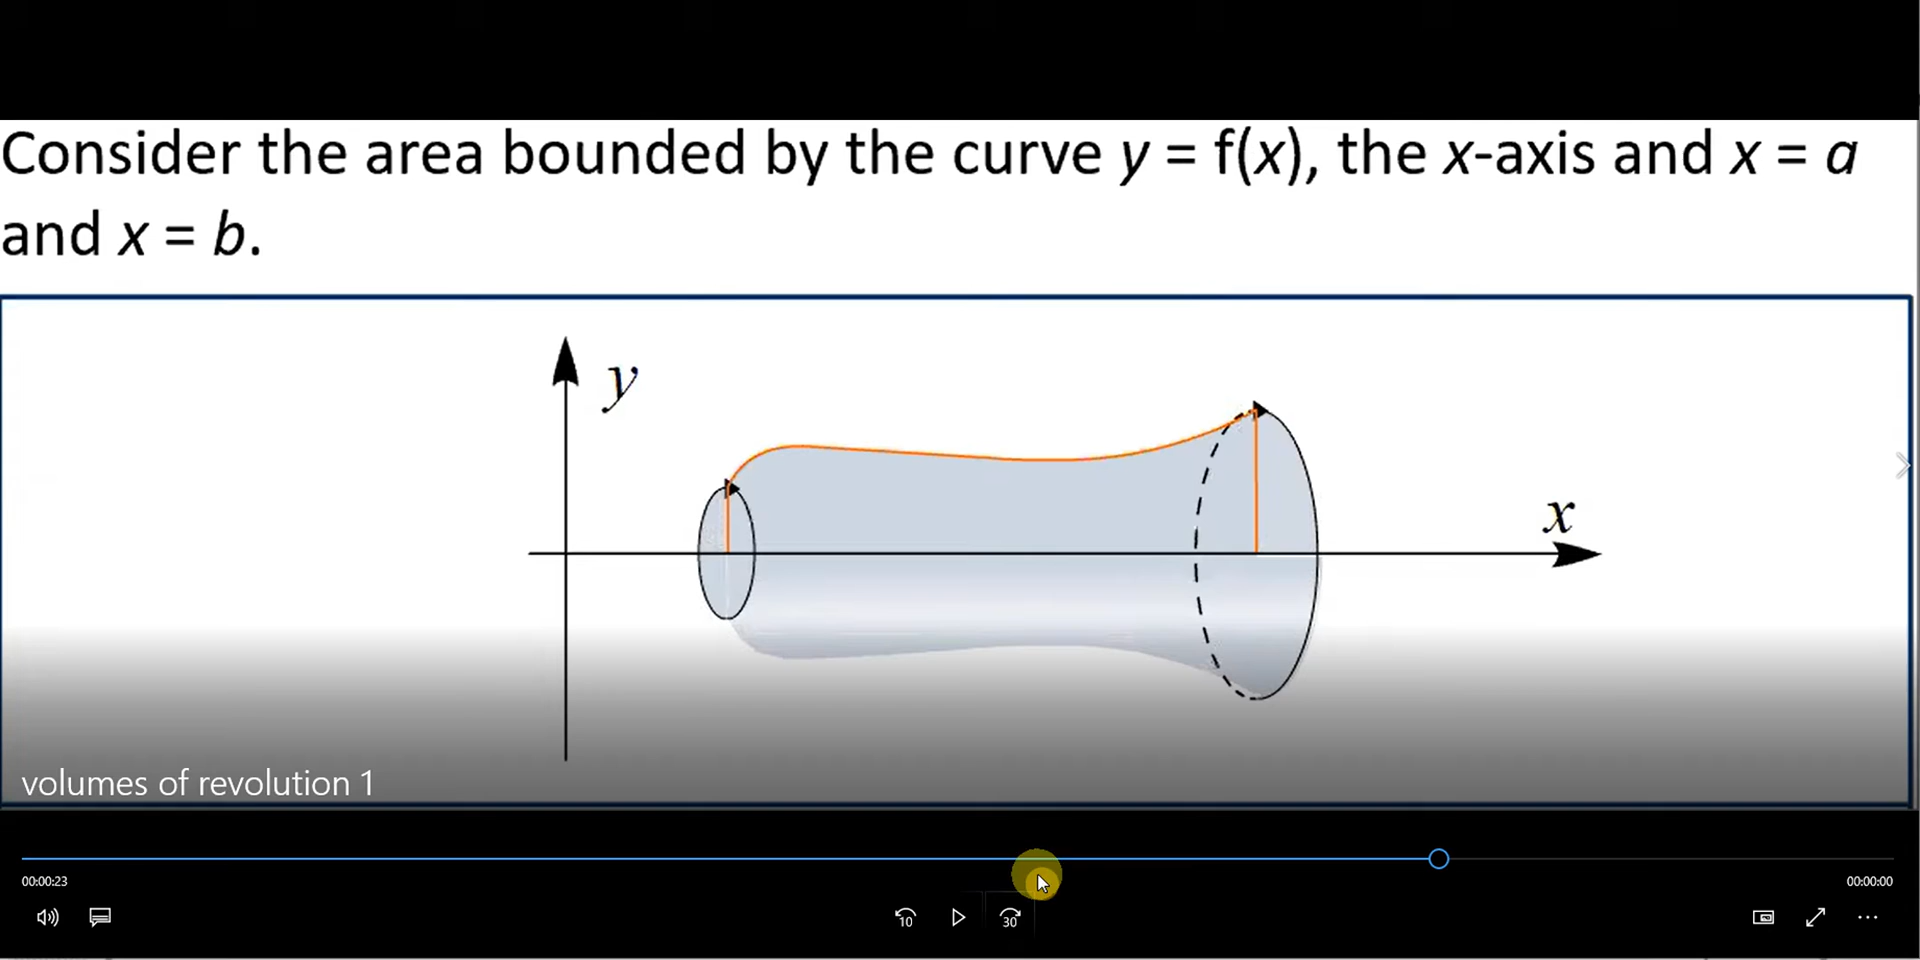 Consider the area bounded by the curve y = f(x), the x-axis and x = a
and x = b.
y
x
volumes of revolution 1
00:00:23
00:00:00
10
30